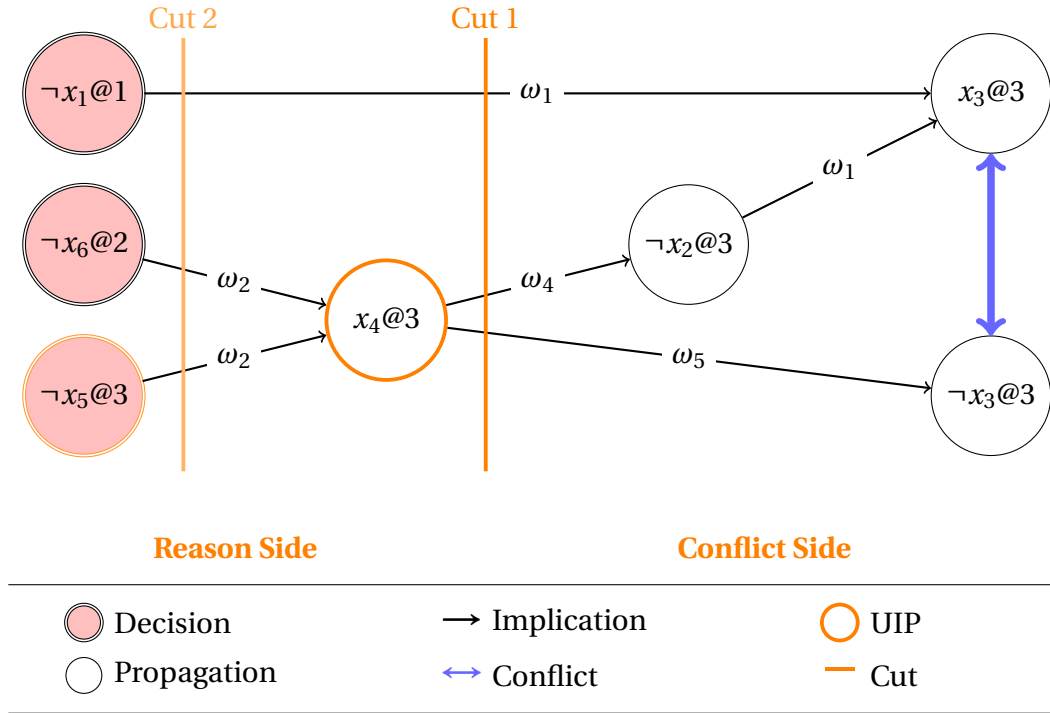 Cut 2
Cut 1
¬x₁@1
ω₁
x₃@3
ω₁
¬x₆@2
¬x₂@3
ω₂
ω₄
x₄@3
ω₂
ω₅
¬x₅@3
¬x₃@3
Reason Side
Conflict Side
Decision
Implication
UIP
Propagation
Conflict
Cut